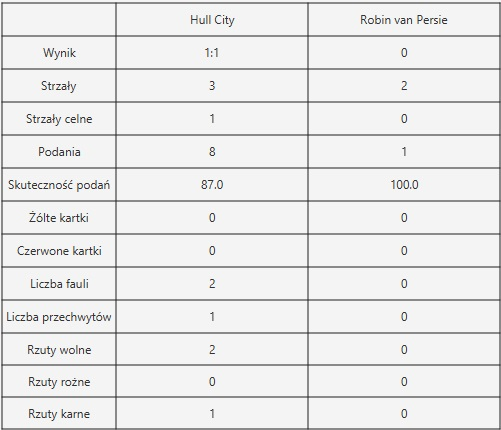 Hull City Robin van Persie
Wynik 1:1 0
Strzały 3 2
Strzały celne 1 0
Podania 8 1
Skuteczność podań 87.0 100.0
Żółte kartki 0 0
Czerwone kartki 0 0
Liczba fauli 2 0
Liczba przechwytów 1 0
Rzuty wolne 2 0
Rzuty rożne 0 0
Rzuty karne 1 0